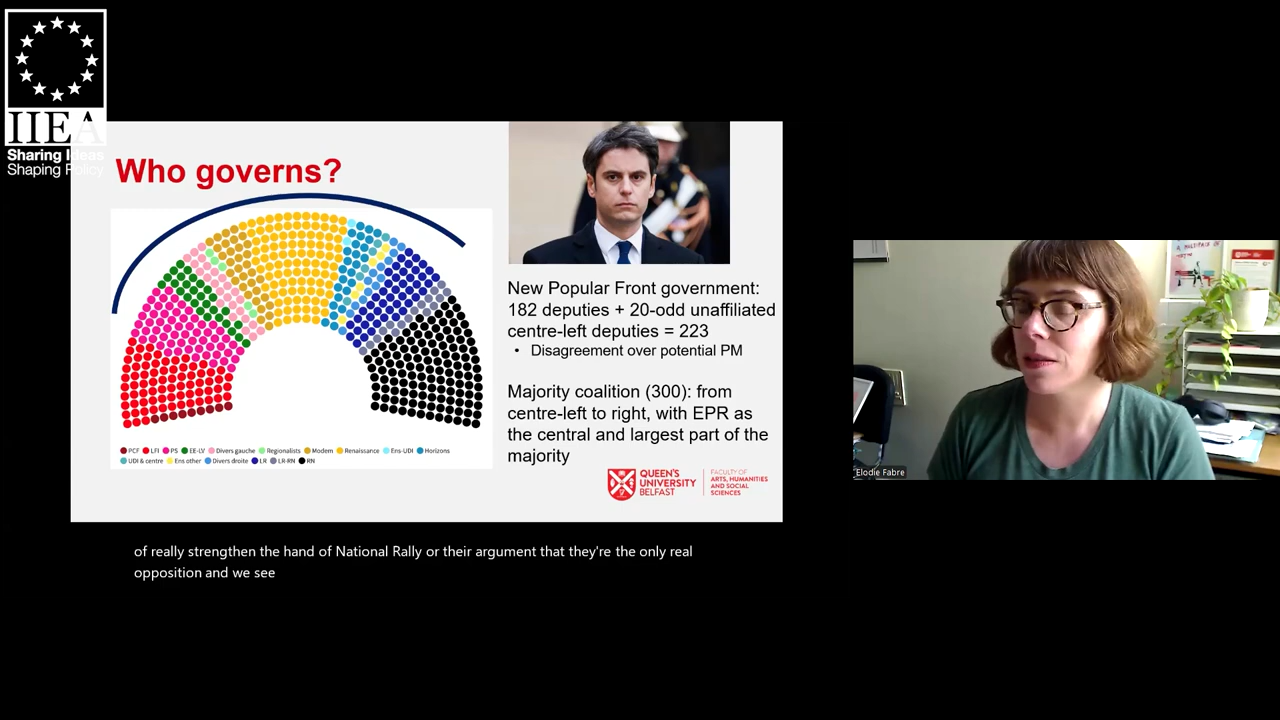 IIEA
Sharing Ideas
Shaping Policy
Who governs?
New Popular Front government:
182 deputies + 20-odd unaffiliated
centre-left deputies = 223
• Disagreement over potential PM
Majority coalition (300): from
centre-left to right, with EPR as
the central and largest part of the
majority
PCF LFI PS EE-LV Divers gauche Regionalists Modem Renaissance Ens-UDI Horizons
UDI & centre Ens other Divers droite LR LR-RN RN
QUEEN'S
UNIVERSITY
BELFAST
FACULTY OF
ARTS, HUMANITIES
AND SOCIAL
SCIENCES
Elodie Fabre
of really strengthen the hand of National Rally or their argument that they're the only real
opposition and we see